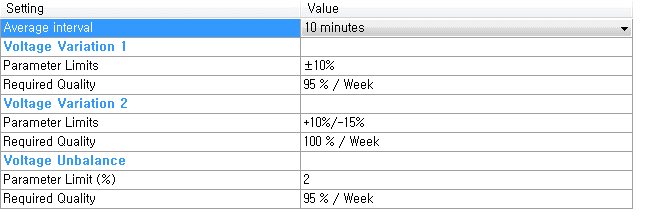 Setting Value
Average interval 10 minutes
Voltage Variation 1
Parameter Limits ±10%
Required Quality 95 % / Week
Voltage Variation 2
Parameter Limits +10%/-15%
Required Quality 100 % / Week
Voltage Unbalance
Parameter Limit (%) 2
Required Quality 95 % / Week